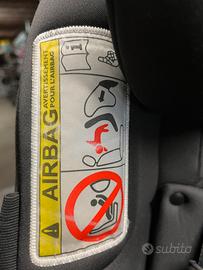 AIRBAG
AVERTISSEMENT
POUR L'AIRBAG
subito